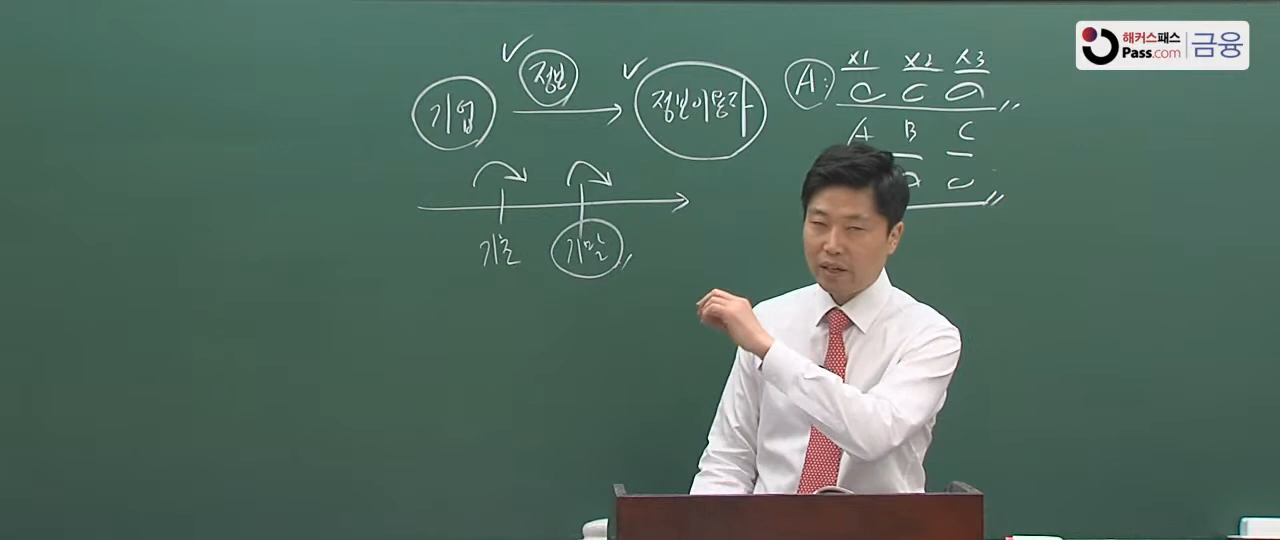 해커스패스 금융
Pass.com
기업 정보 정보이용자
기초 기말
A: X1 X2 X3
a c a
A B C
a